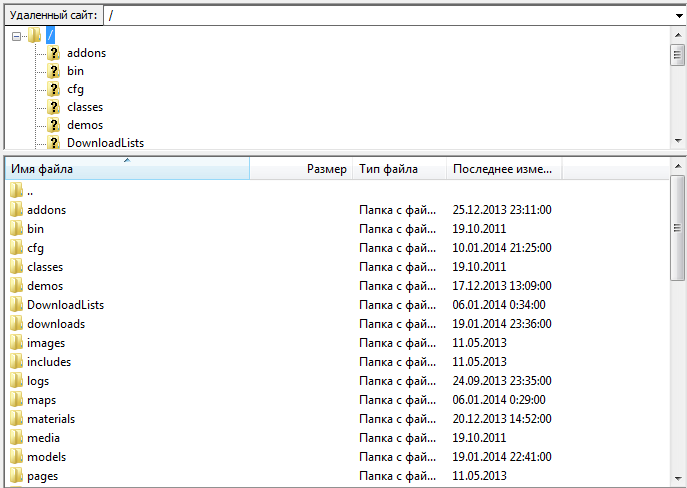 Удаленный сайт: /
/
addons
bin
cfg
classes
demos
DownloadLists
Имя файла Размер Тип файла Последнее изме...
..
addons Папка с фай... 25.12.2013 23:11:00
bin Папка с фай... 19.10.2011
cfg Папка с фай... 10.01.2014 21:25:00
classes Папка с фай... 19.10.2011
demos Папка с фай... 17.12.2013 13:09:00
DownloadLists Папка с фай... 06.01.2014 0:34:00
downloads Папка с фай... 19.01.2014 23:36:00
images Папка с фай... 11.05.2013
includes Папка с фай... 11.05.2013
logs Папка с фай... 24.09.2013 23:35:00
maps Папка с фай... 06.01.2014 0:29:00
materials Папка с фай... 20.12.2013 14:52:00
media Папка с фай... 19.10.2011
models Папка с фай... 19.01.2014 22:41:00
pages Папка с фай... 11.05.2013